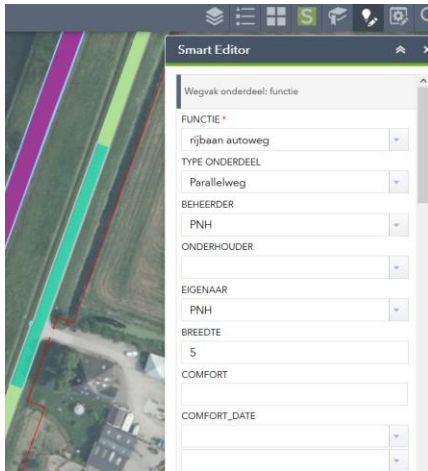 S
Smart Editor
Wegvak onderdeel: functie
FUNCTIE *
rijbaan autoweg
TYPE ONDERDEEL
Parallelweg
BEHEERDER
PNH
ONDERHOUDER
EIGENAAR
PNH
BREEDTE
5
COMFORT
COMFORT_DATE